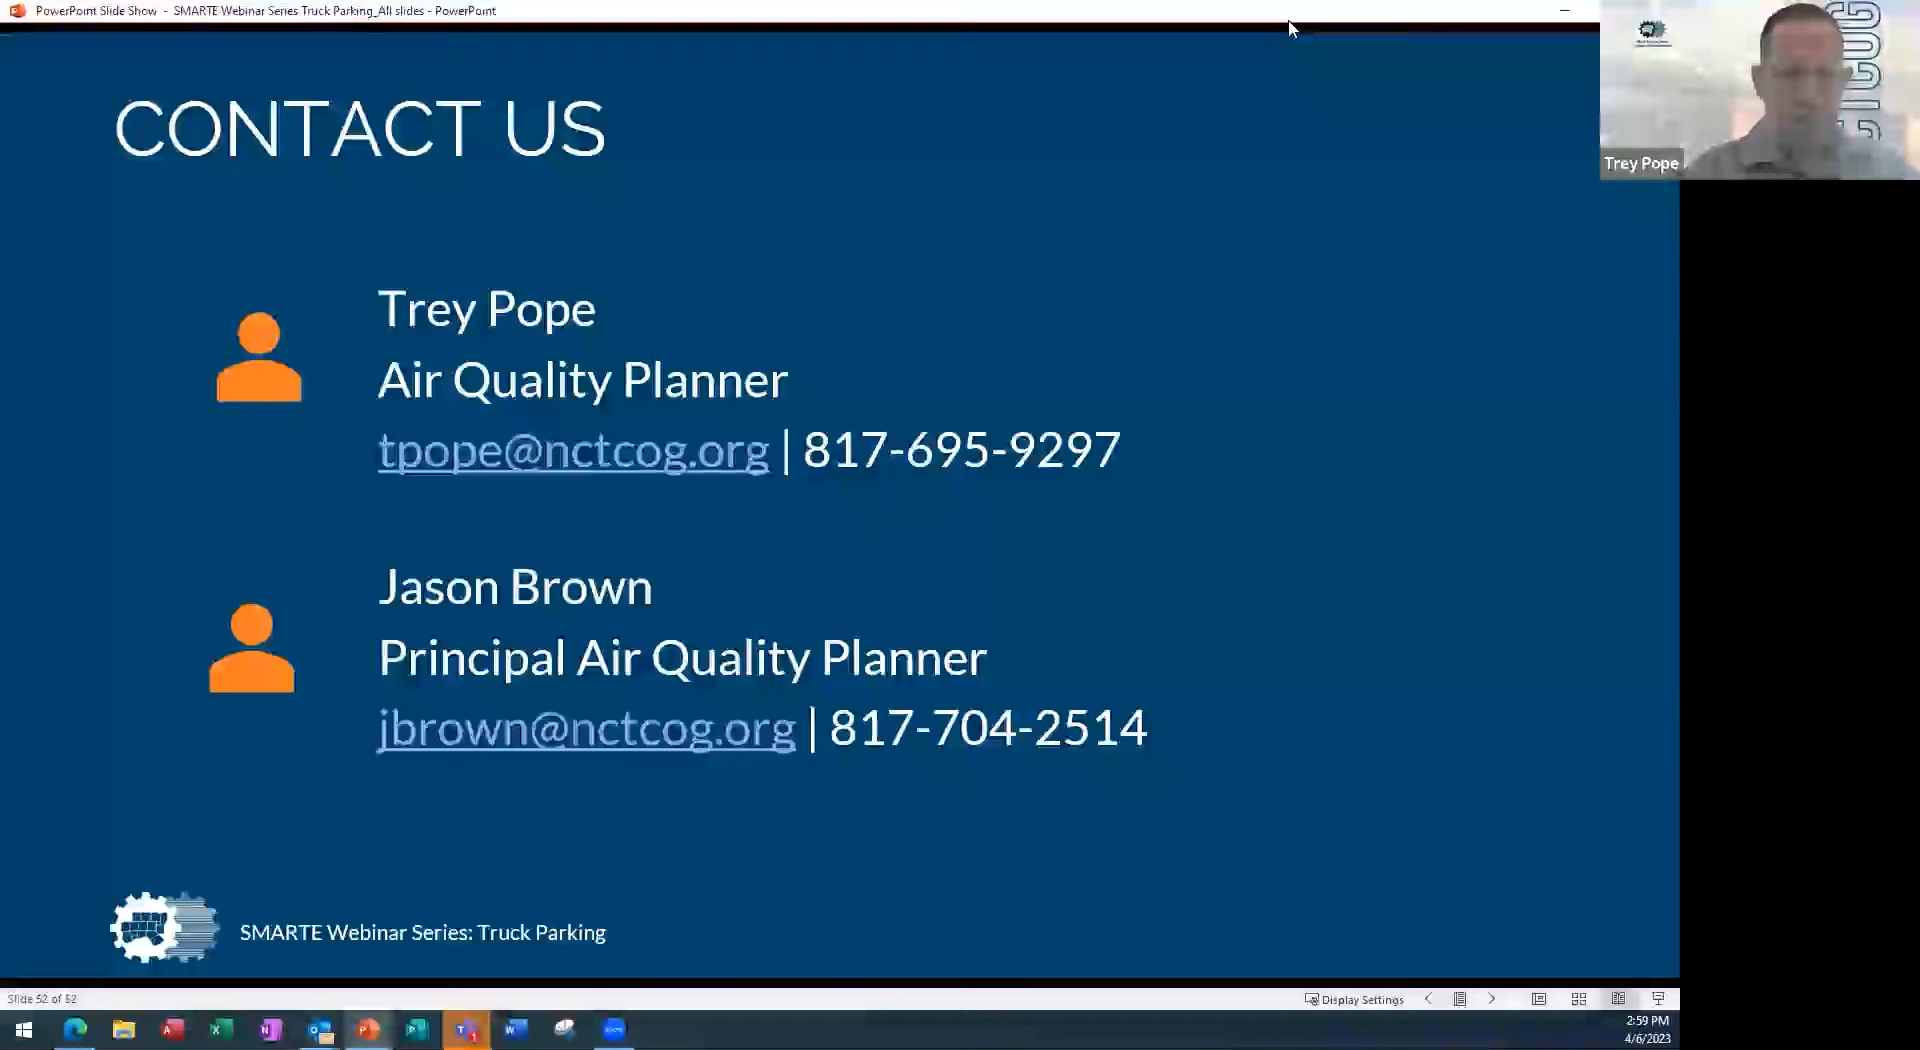 PowerPoint Slide Show - SMARTE Webinar Series Truck Parking_All slides - PowerPoint
Trey Pope
CONTACT US
Trey Pope
Air Quality Planner
tpope@nctcog.org | 817-695-9297
Jason Brown
Principal Air Quality Planner
jbrown@nctcog.org | 817-704-2514
SMARTE Webinar Series: Truck Parking
Slide 52 of 52
Display Settings
2:59 PM
4/6/2023